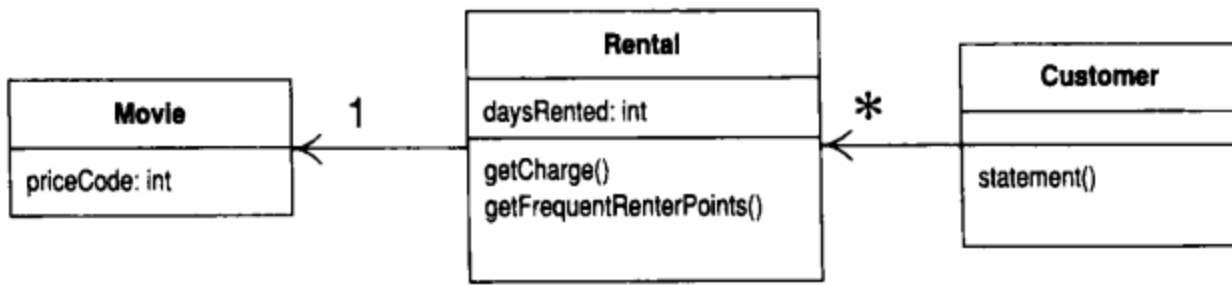 Movie
priceCode: int
1
Rental
daysRented: int
getCharge()
getFrequentRenterPoints()
*
Customer
statement()